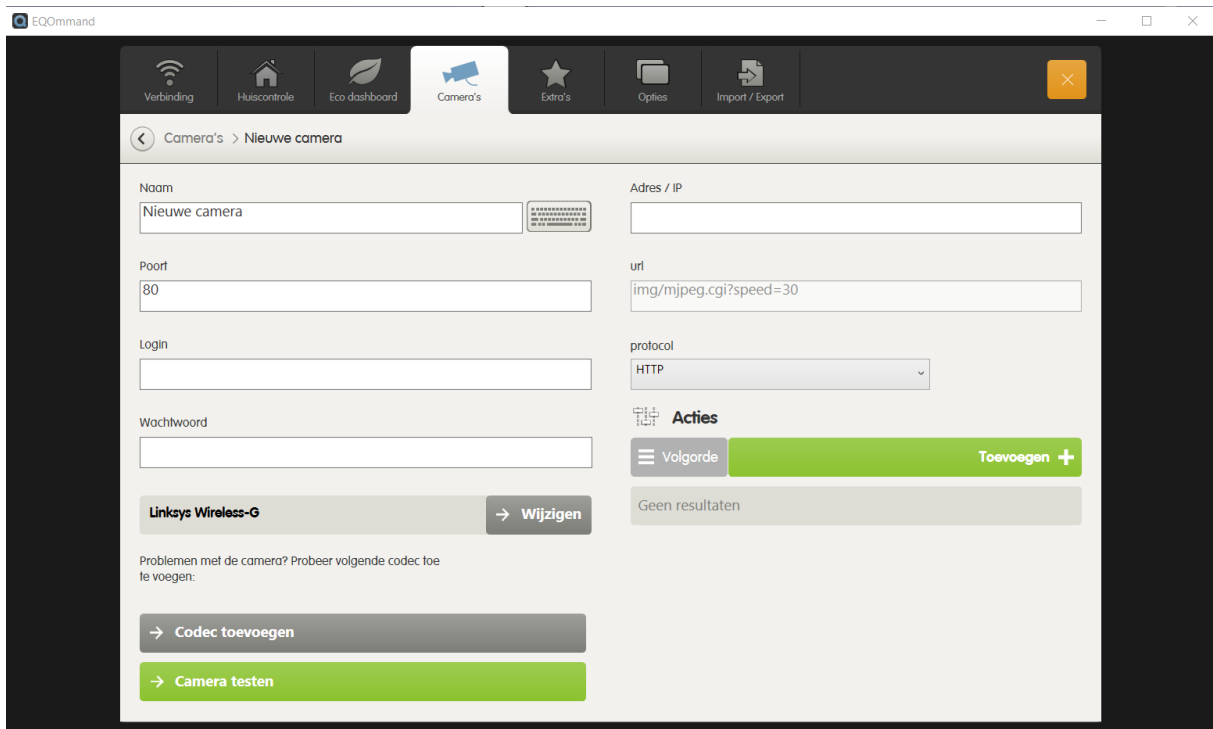 EQOmmand
Verbinding
Huiscontrole
Eco dashboard
Camera's
Extra's
Opties
Import / Export
Camera's > Nieuwe camera
Naam
Nieuwe camera
Adres / IP
Poort
80
url
img/mjpeg.cgi?speed=30
Login
protocol
HTTP
Wachtwoord
Acties
Volgorde
Toevoegen
Geen resultaten
Linksys Wireless-G
Wijzigen
Problemen met de camera? Probeer volgende codec toe
te voegen:
Codec toevoegen
Camera testen